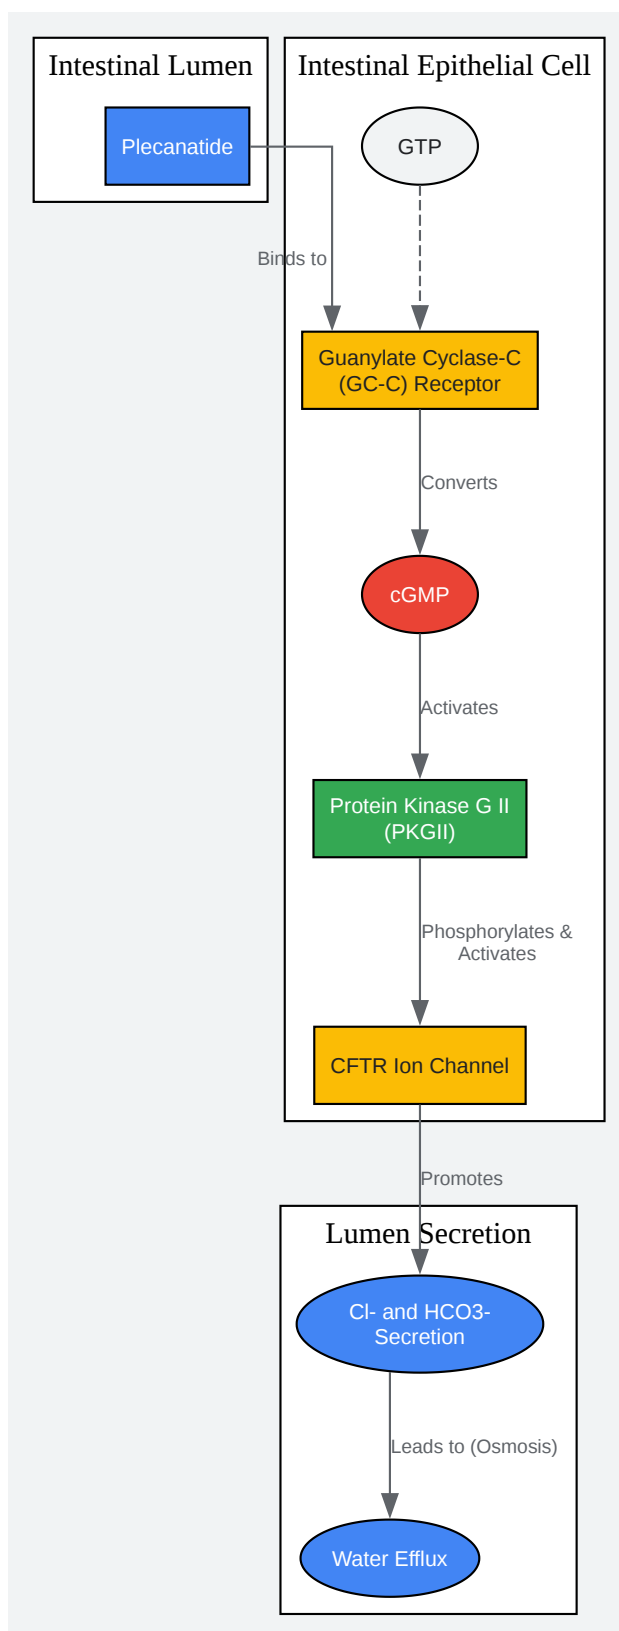 Intestinal Lumen
Intestinal Epithelial Cell
Plecanatide
GTP
Binds to
Guanylate Cyclase-C
(GC-C) Receptor
Converts
cGMP
Activates
Protein Kinase G II
(PKGII)
Phosphorylates &
Activates
CFTR Ion Channel
Promotes
Lumen Secretion
Cl- and HCO3-
Secretion
Leads to (Osmosis)
Water Efflux